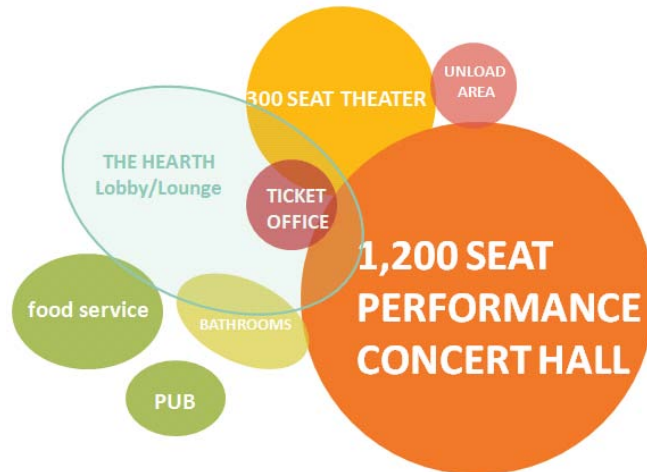 300 SEAT THEATER
UNLOAD
AREA
THE HEARTH
Lobby/Lounge
TICKET
OFFICE
1,200 SEAT
PERFORMANCE
CONCERT HALL
food service
BATHROOMS
PUB